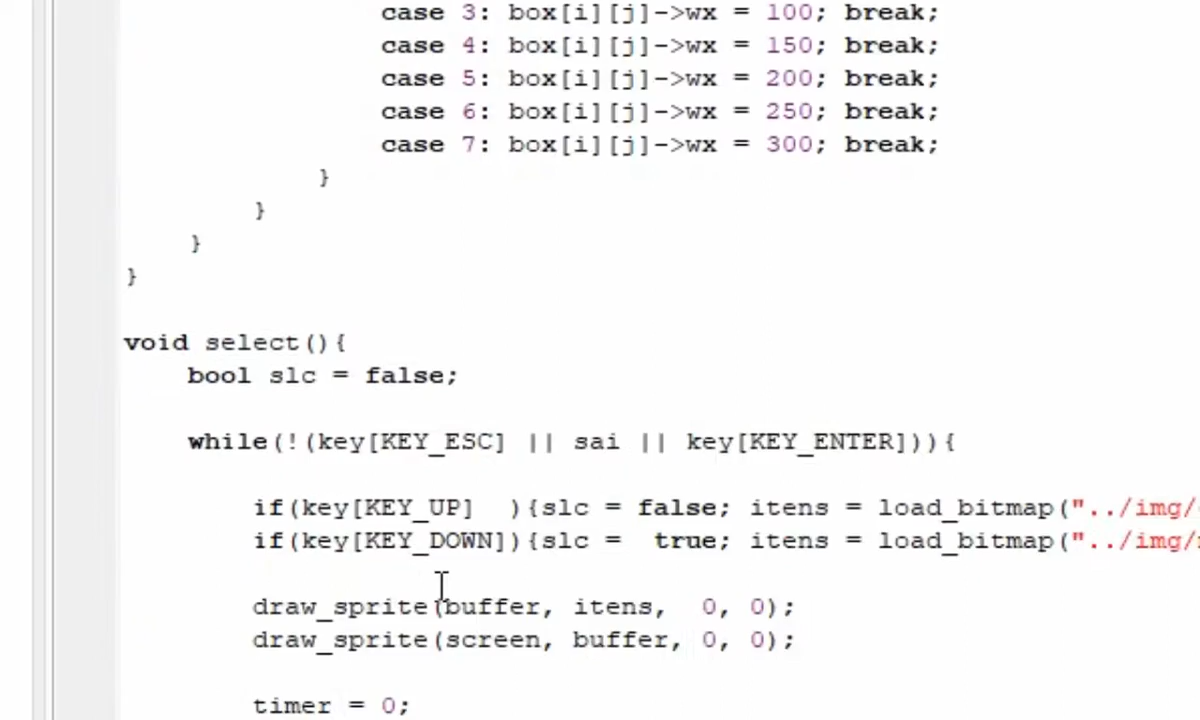 case 3: box[i][j]->wx = 100; break;
case 4: box[i][j]->wx = 150; break;
case 5: box[i][j]->wx = 200; break;
case 6: box[i][j]->wx = 250; break;
case 7: box[i][j]->wx = 300; break;
}
}
}
}
void select(){
bool slc = false;
while(!(key[KEY_ESC] || sai || key[KEY_ENTER])){
if(key[KEY_UP]  ){slc = false; itens = load_bitmap("../img/
if(key[KEY_DOWN]){slc =  true; itens = load_bitmap("../img/
draw_sprite(buffer, itens,  0, 0);
draw_sprite(screen, buffer, 0, 0);
timer = 0;